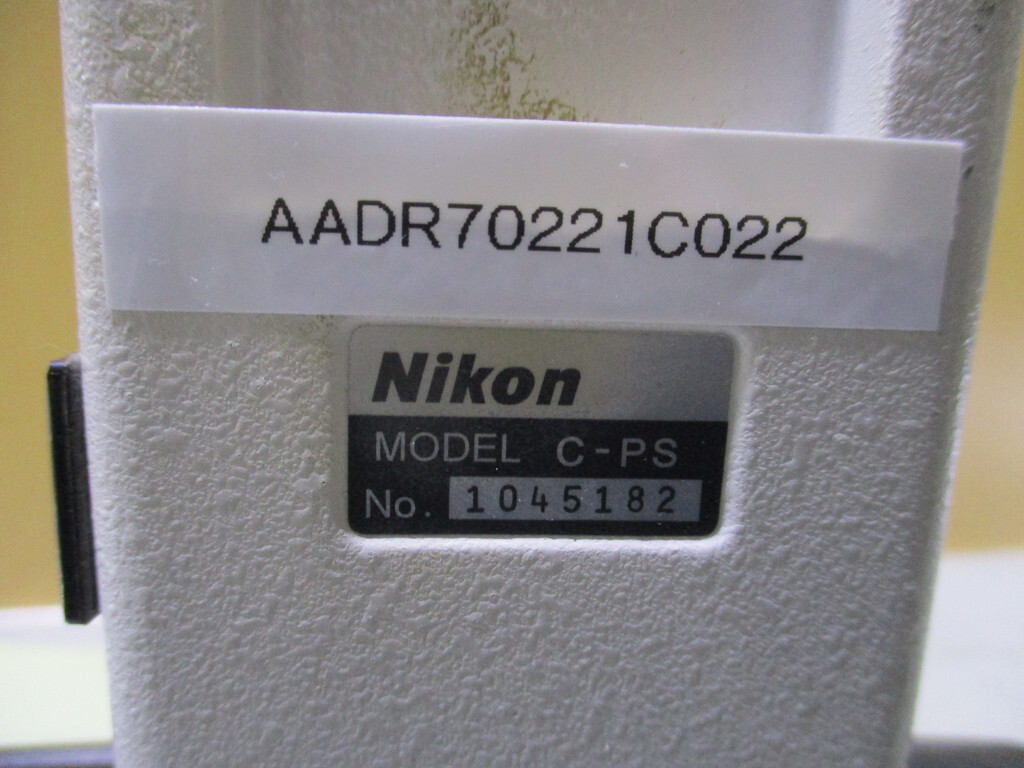 AADR70221C022
Nikon
MODEL C-PS
No. 1045182